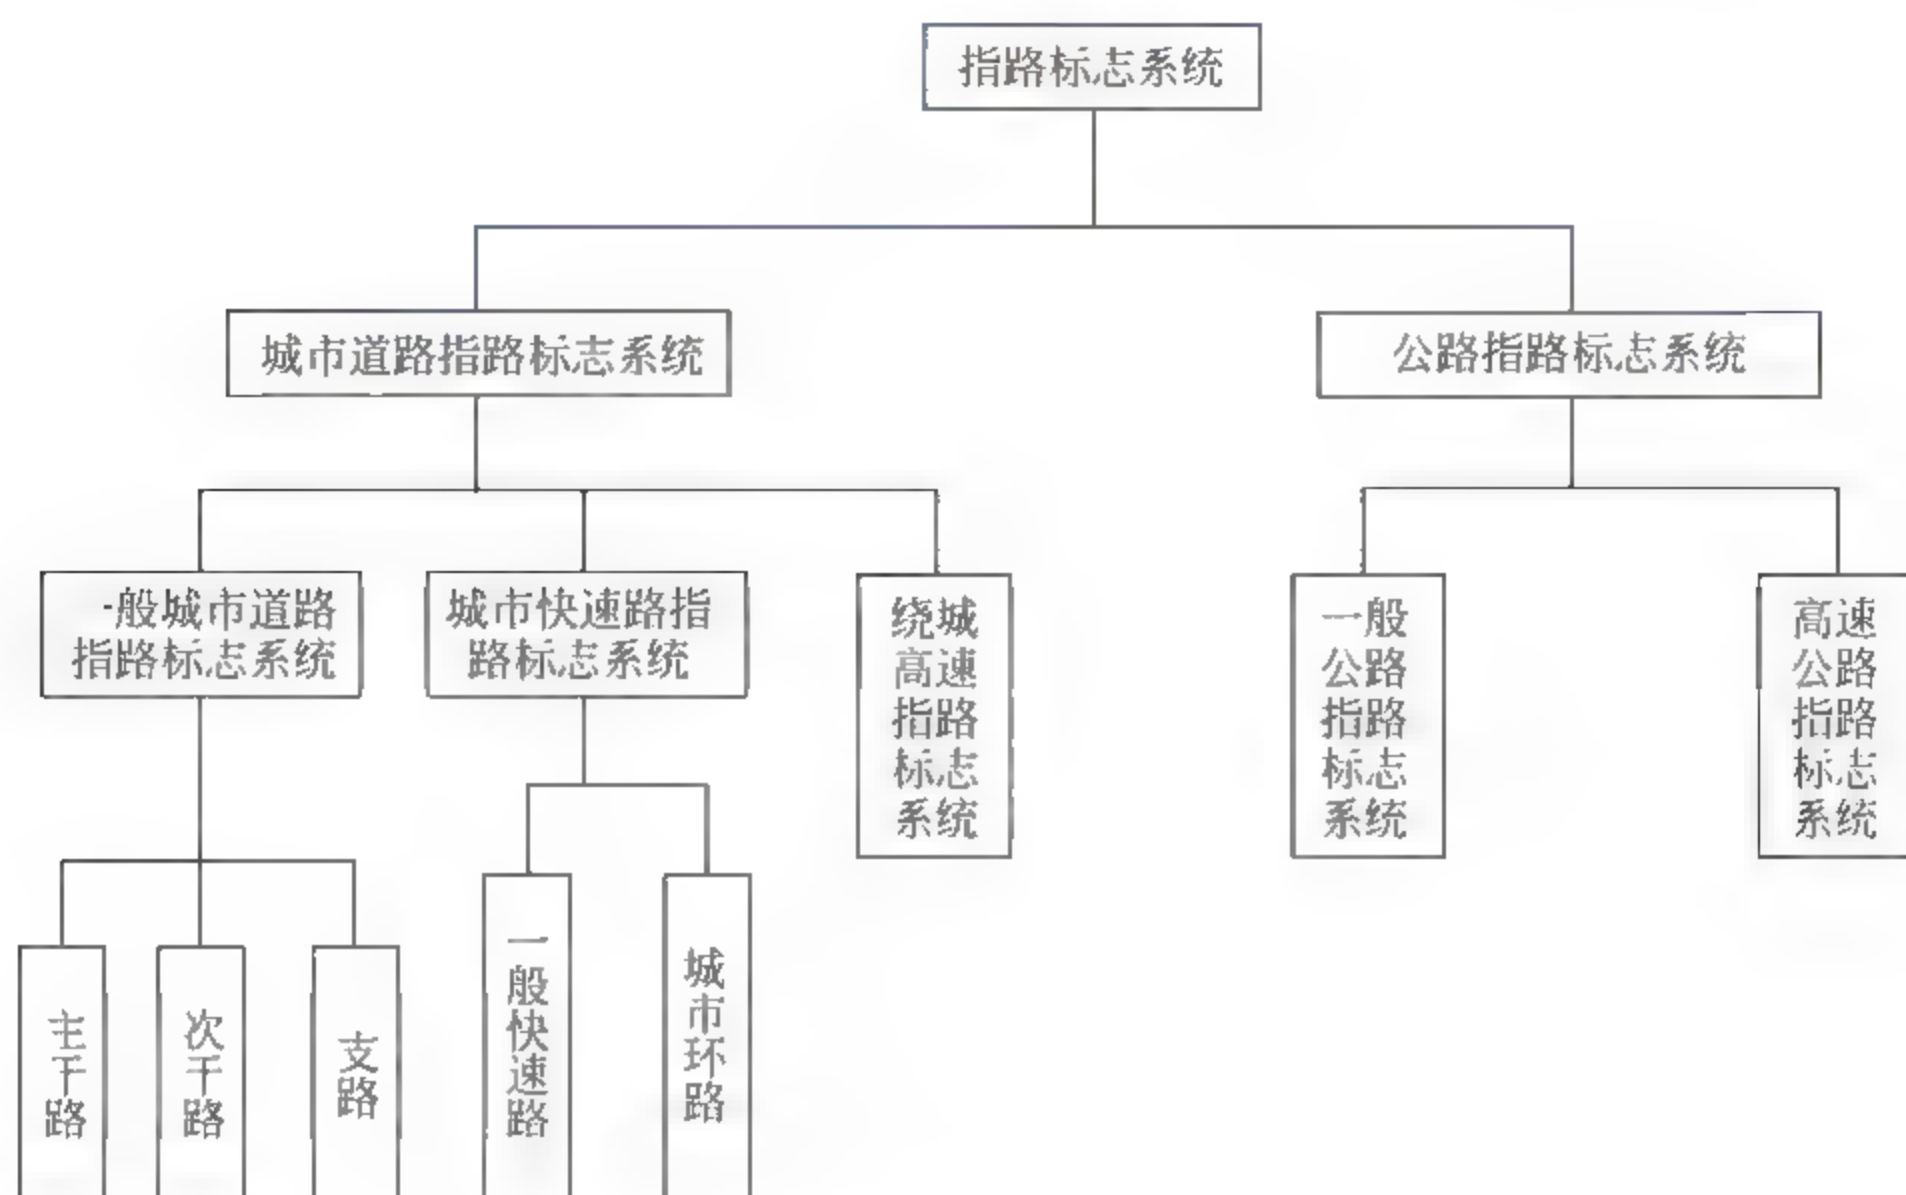 指路标志系统
城市道路指路标志系统
公路指路标志系统
一般城市道路
指路标志系统
城市快速路指
路标志系统
绕城
高速
指路
标志
系统
一般
公路
指路
标志
系统
高速
公路
指路
标志
系统
主干路
次干路
支路
一般快速路
城市环路